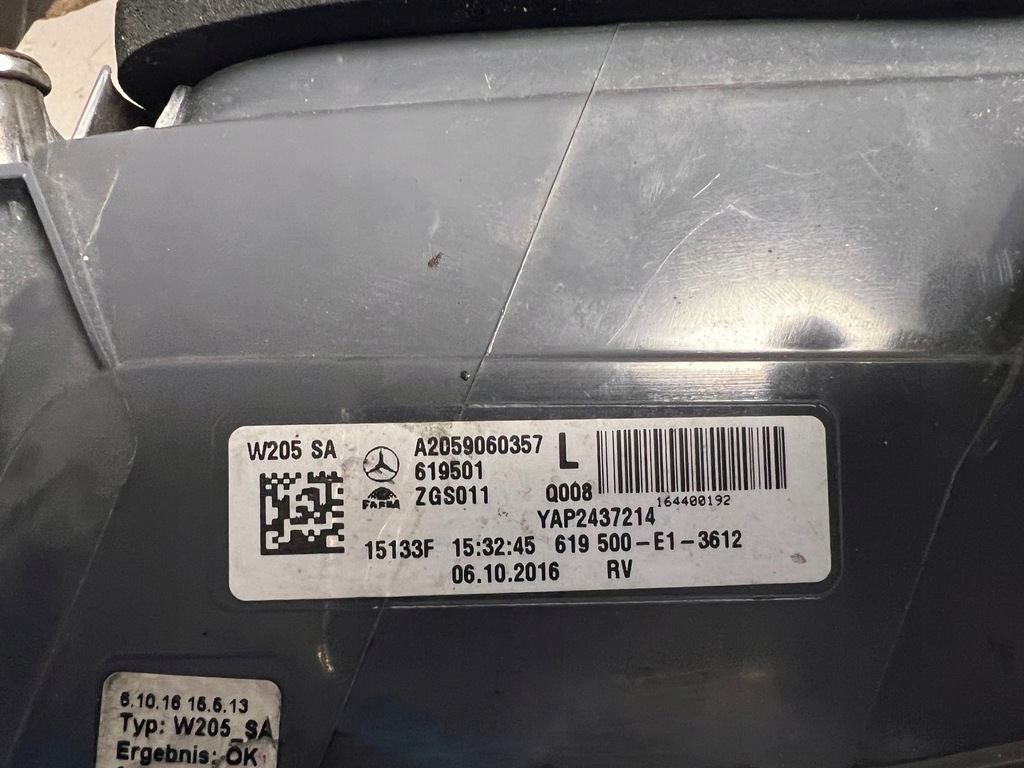 W205 SA
A2059060357 L
619501
ZGS011 Q008
164400192
FARBA
YAP2437214
15133F 15:32:45 619 500-E1-3612
06.10.2016 RV
6.10.16 15.5.13
Typ: W205_SA
Ergebnis: OK